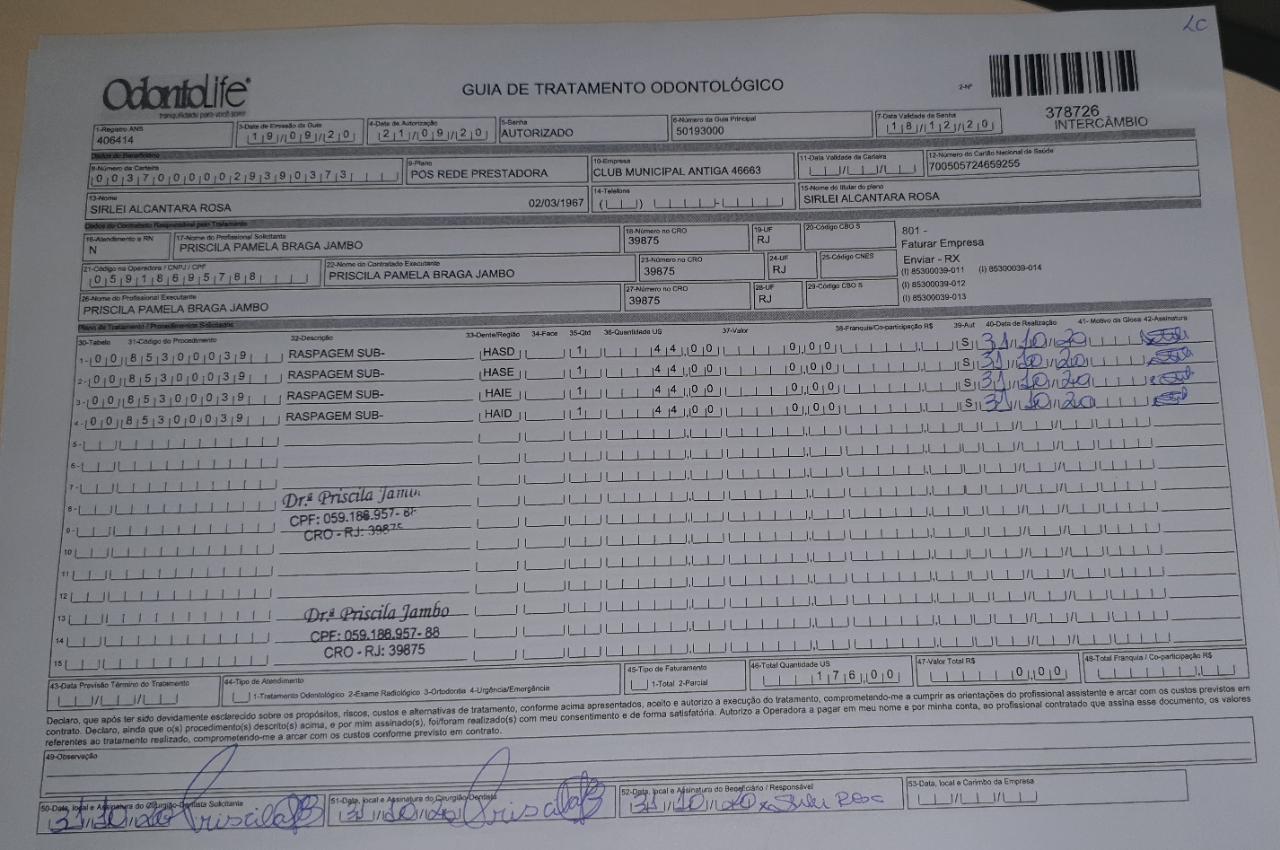 LC
OdontoLife
Tranquilidade para você sorrir
GUIA DE TRATAMENTO ODONTOLÓGICO
2-Nº
378726
INTERCÂMBIO
1-Registro ANS 3-Data de Emissão da Guia 4-Data de Autorização 5-Senha 6-Número da Guia Principal 7-Data Validade da Senha
406414 19/09/20 21/09/20 AUTORIZADO 50193000 18/12/20
Dados do Beneficiário
8-Número da Carteira 9-Plano 10-Empresa 11-Data Validade da Carteira 12-Número do Cartão Nacional de Saúde
00370000029390373 POS REDE PRESTADORA CLUB MUNICIPAL ANTIGA 46663 700505724659255
13-Nome 14-Telefone 15-Nome do titular do plano
SIRLEI ALCANTARA ROSA 02/03/1967 SIRLEI ALCANTARA ROSA
Dados do Contratado Responsável pelo Tratamento
16-Atendimento a RN 17-Nome do Profissional Solicitante 18-Número no CRO 19-UF 20-Código CBO S
N PRISCILA PAMELA BRAGA JAMBO 39875 RJ
801 -
Faturar Empresa
Enviar - RX
(I) 85300039-011 (I) 85300039-014
(I) 85300039-012
(I) 85300039-013
21-Código na Operadora / CNPJ / CPF 22-Nome do Contratado Executante 23-Número no CRO 24-UF 25-Código CNES
05918695788 PRISCILA PAMELA BRAGA JAMBO 39875 RJ
26-Nome do Profissional Executante 27-Número no CRO 28-UF 29-Código CBO S
PRISCILA PAMELA BRAGA JAMBO 39875 RJ
Plano de Tratamento / Procedimentos Solicitados
30-Tabela 31-Código do Procedimento 32-Descrição 33-Dente/Região 34-Face 35-Qtd 36-Quantidade US 37-Valor 38-Franquia/Co-participação R$ 39-Aut 40-Data de Realização 41- Motivo da Glosa 42-Assinatura
1- 00 85300039 RASPAGEM SUB- HASD 1 44,00 0,00 S 31/10/20
2- 00 85300039 RASPAGEM SUB- HASE 1 44,00 0,00 S 31/10/20
3- 00 85300039 RASPAGEM SUB- HAIE 1 44,00 0,00 S 31/10/20
4- 00 85300039 RASPAGEM SUB- HAID 1 44,00 0,00 S 31/10/20
5-
6-
7-
8-
Dr.ª Priscila Jambo
9-
CPF: 059.186.957-8
CRO - RJ: 39875
10
11
12
13
Dr.ª Priscila Jambo
14
CPF: 059.186.957- 88
15
CRO - RJ: 39875
43-Data Previsão Término do Tratamento 44-Tipo de Atendimento 45-Tipo de Faturamento 46-Total Quantidade US 47-Valor Total R$ 48-Total Franquia / Co-participação R$
1-Tratamento Odontológico 2-Exame Radiológico 3-Ortodontia 4-Urgência/Emergência 1-Total 2-Parcial 176,00 0,00
Declaro, que após ter sido devidamente esclarecido sobre os propósitos, riscos, custos e alternativas de tratamento, conforme acima apresentados, aceito e autorizo a execução do tratamento, comprometendo-me a cumprir as orientações do profissional assistente e arcar com os custos previstos em
contrato. Declaro, ainda que o(s) procedimento(s) descrito(s) acima, e por mim assinado(s), foi/foram realizado(s) com meu consentimento e de forma satisfatória. Autorizo a Operadora a pagar em meu nome e por minha conta, ao profissional contratado que assina esse documento, os valores
referentes ao tratamento realizado, comprometendo-me a arcar com os custos conforme previsto em contrato.
49-Observação
50-Data, local e Assinatura do Cirurgião-Dentista Solicitante 51-Data, local e Assinatura do Cirurgião-Dentista 52-Data, local e Assinatura do Beneficiário / Responsável 53-Data, local e Carimbo da Empresa
31/10/20 Priscila 31/10/20 Priscila 31/10/20 x